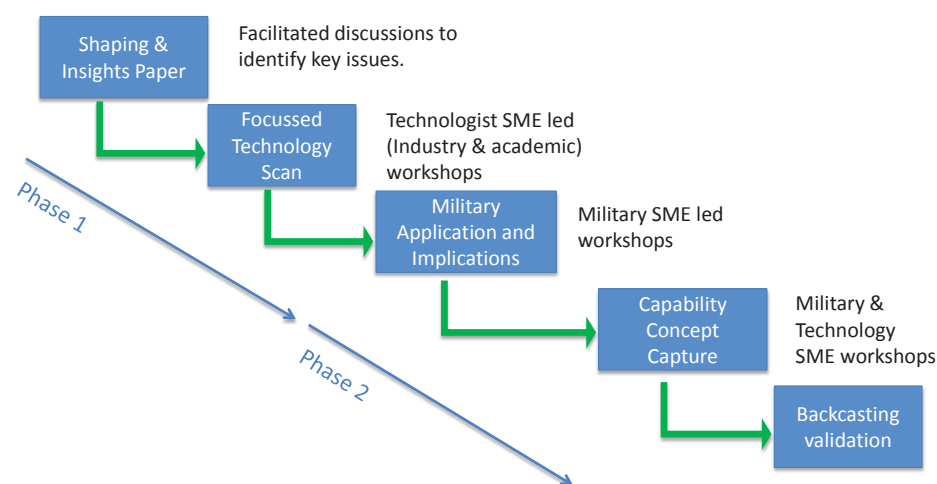 Shaping &
Insights Paper
Facilitated discussions to
identify key issues.
Focussed
Technology
Scan
Technologist SME led
(Industry & academic)
workshops
Phase 1
Military
Application and
Implications
Military SME led
workshops
Capability
Concept
Capture
Military &
Technology
SME workshops
Phase 2
Backcasting
validation